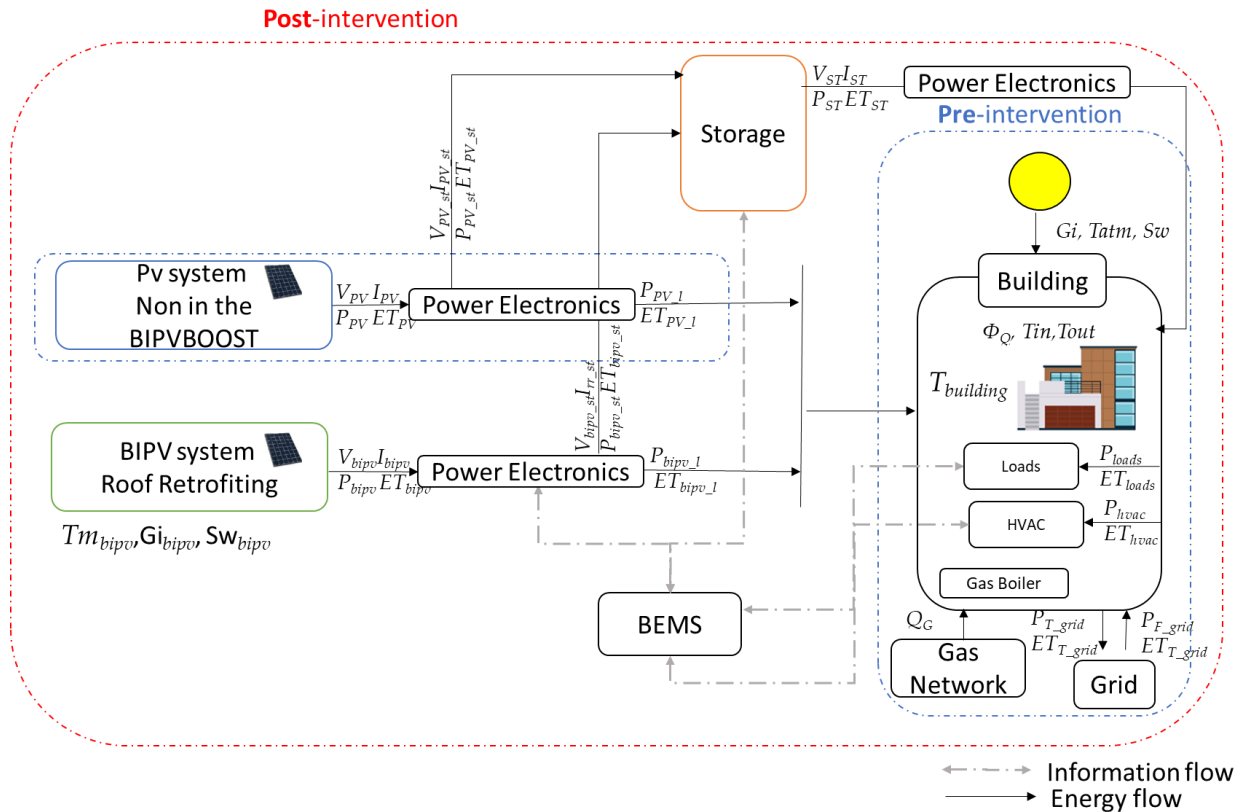 Post-intervention
V_ST I_ST
P_ST ET_ST
Power Electronics
Pre-intervention
Storage
V_PV_st I_PV_st
P_PV_st ET_PV_st
Gi, Tatm, Sw
Building
Φ_Q, Tin,Tout
T_building
Pv system
Non in the
BIPVBOOST
V_PV I_PV
P_PV ET_PV
Power Electronics
P_PV_l
ET_PV_l
V_bipv_st I_rr_st
P_bipv_st ET_bipv_st
BIPV system
Roof Retrofiting
V_bipv I_bipv
P_bipv ET_bipv
Power Electronics
P_bipv_l
ET_bipv_l
Tm_bipv,Gi_bipv, Sw_bipv
Loads
P_loads
ET_loads
HVAC
P_hvac
ET_hvac
Gas Boiler
BEMS
Q_G
Gas
Network
P_T_grid
ET_T_grid
P_F_grid
ET_T_grid
Grid
Information flow
Energy flow